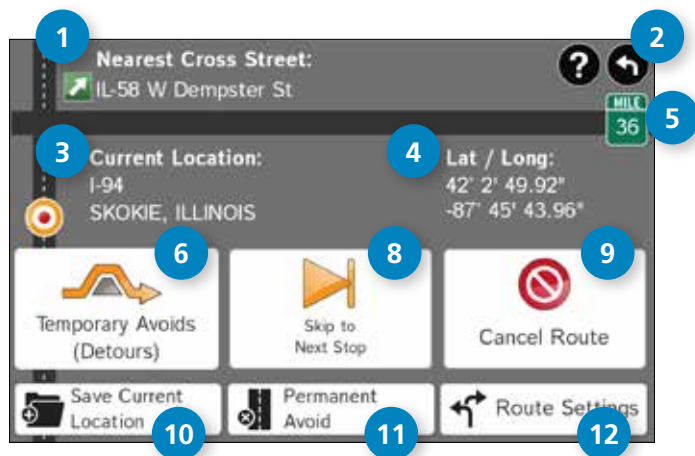 1
2
Nearest Cross Street:
?
IL-58 W Dempster St
MILE
36
5
3
4
Current Location:
Lat / Long:
I-94
42° 2' 49.92"
SKOKIE, ILLINOIS
-87° 45' 43.96"
6
8
9
Temporary Avoids
(Detours)
Skip to
Next Stop
Cancel Route
Save Current
Location
Permanent
Avoid
Route Settings
10
11
12